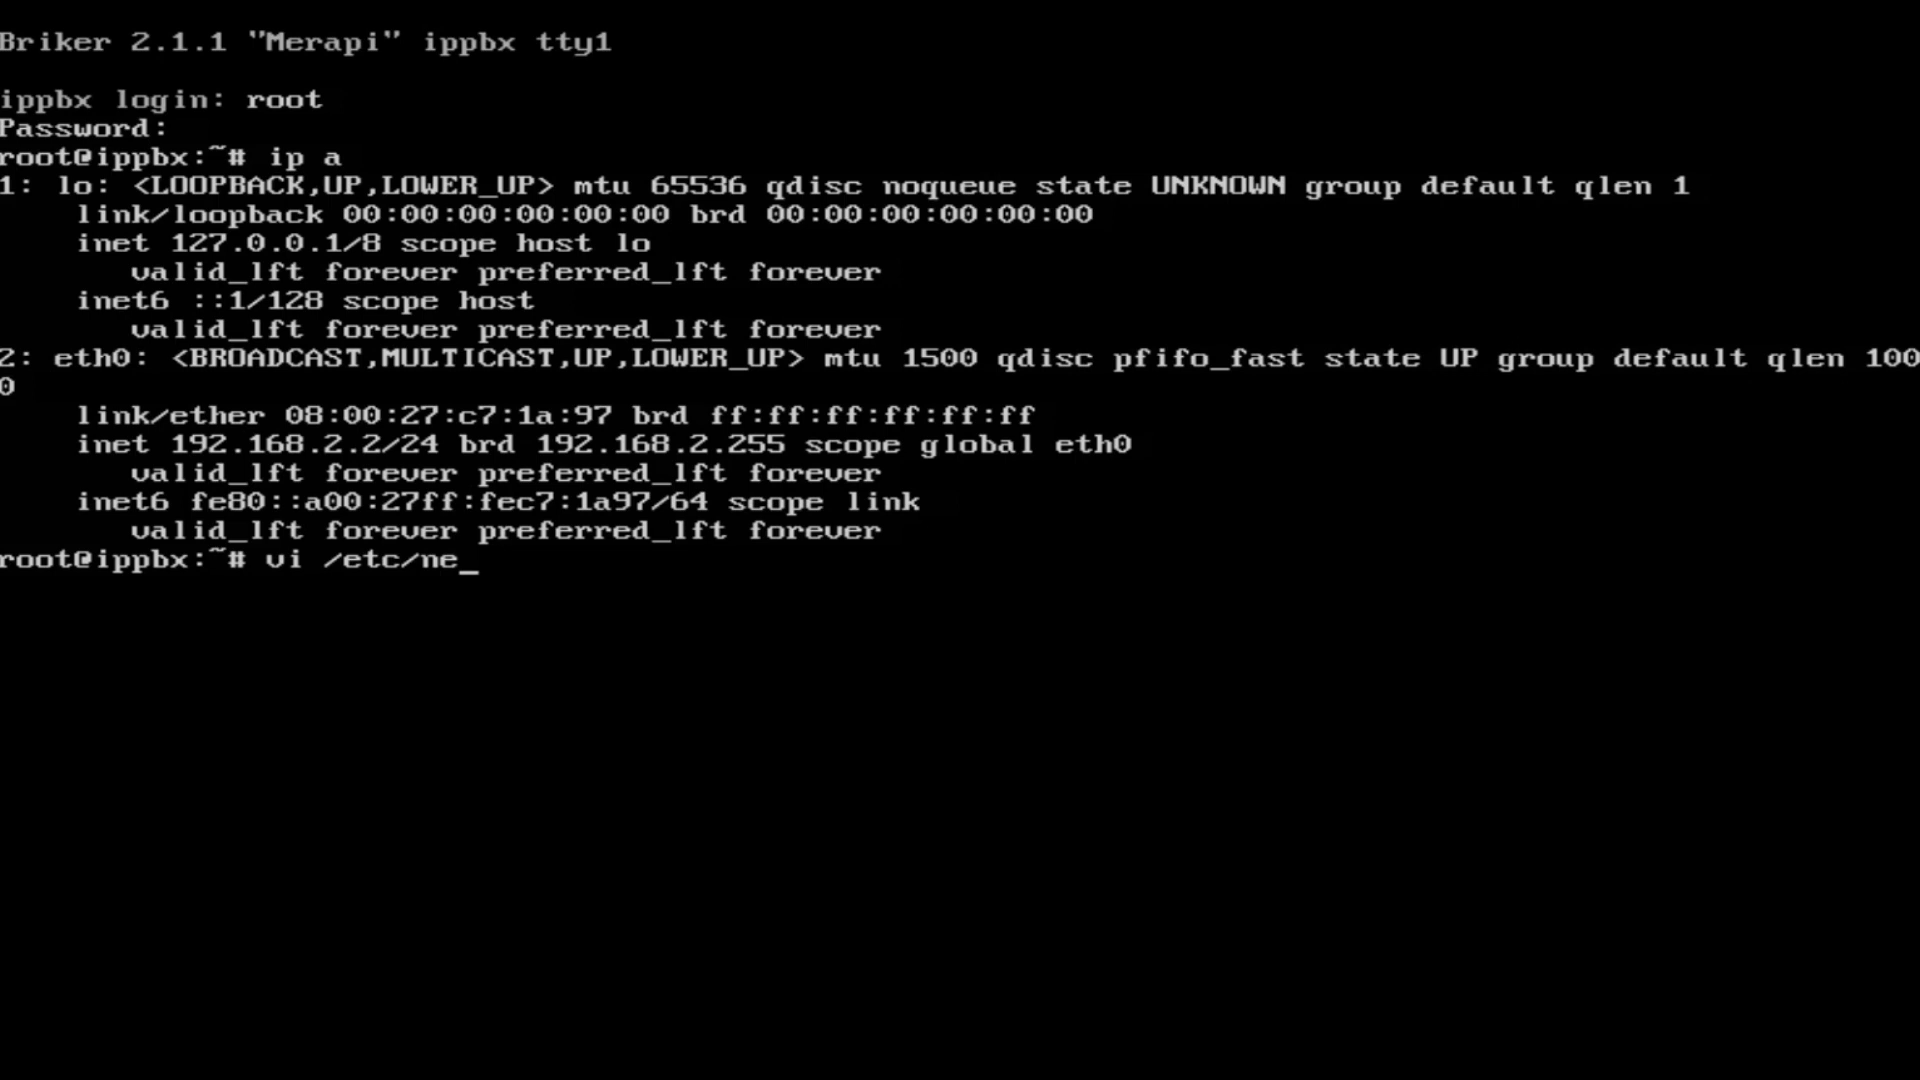 Briker 2.1.1 "Merapi" ippbx tty1
ippbx login: root
Password:
root@ippbx:~# ip a
1: lo: <LOOPBACK,UP,LOWER_UP> mtu 65536 qdisc noqueue state UNKNOWN group default qlen 1
    link/loopback 00:00:00:00:00:00 brd 00:00:00:00:00:00
    inet 127.0.0.1/8 scope host lo
       valid_lft forever preferred_lft forever
    inet6 ::1/128 scope host
       valid_lft forever preferred_lft forever
2: eth0: <BROADCAST,MULTICAST,UP,LOWER_UP> mtu 1500 qdisc pfifo_fast state UP group default qlen 100
0
    link/ether 08:00:27:c7:1a:97 brd ff:ff:ff:ff:ff:ff
    inet 192.168.2.2/24 brd 192.168.2.255 scope global eth0
       valid_lft forever preferred_lft forever
    inet6 fe80::a00:27ff:fec7:1a97/64 scope link
       valid_lft forever preferred_lft forever
root@ippbx:~# vi /etc/ne_